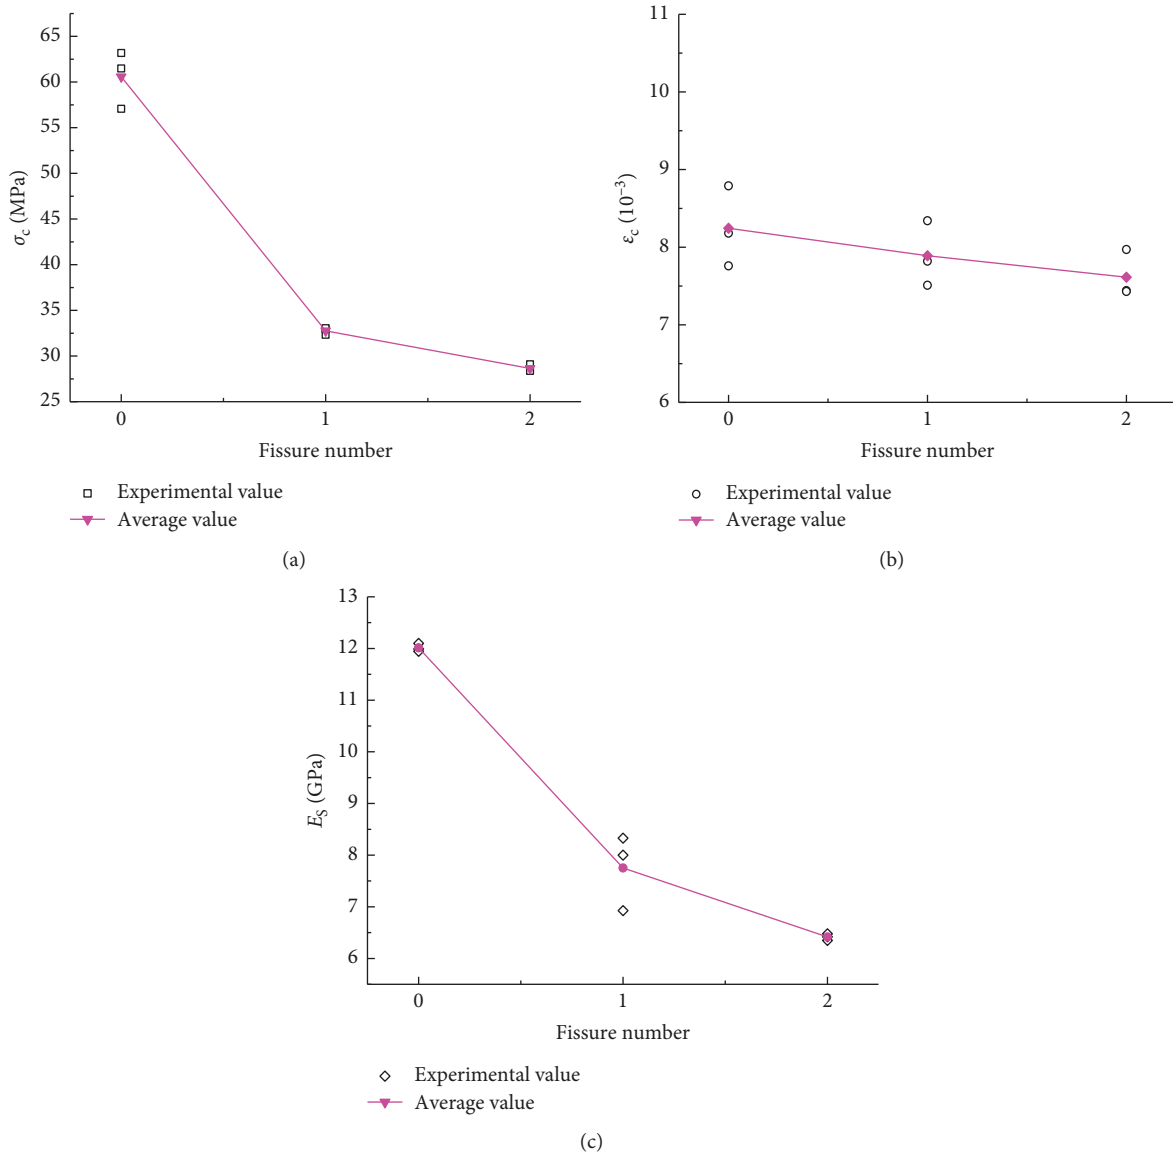 65
60
55
50
45
40
35
30
25
σc (MPa)
0
1
2
Fissure number
Experimental value
Average value
(a)
11
10
9
8
7
6
εc (10−3)
0
1
2
Fissure number
Experimental value
Average value
(b)
13
12
11
10
9
8
7
6
ES (GPa)
0
1
2
Fissure number
Experimental value
Average value
(c)